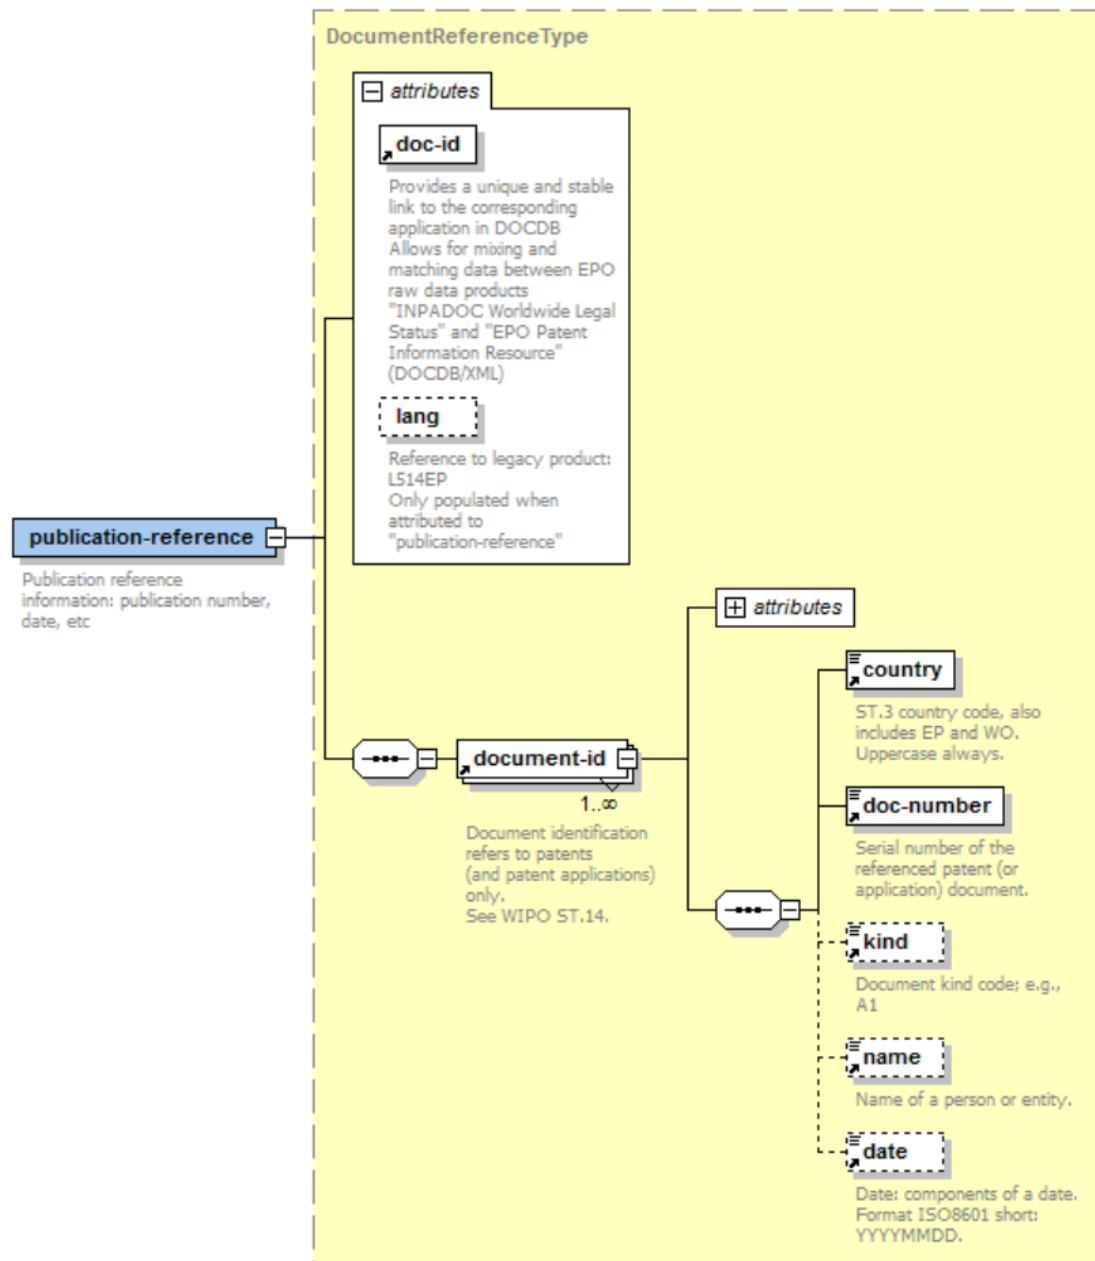 DocumentReferenceType
attributes
doc-id
Provides a unique and stable
link to the corresponding
application in DOCDB
Allows for mixing and
matching data between EPO
raw data products
"INPADOC Worldwide Legal
Status" and "EPO Patent
Information Resource"
(DOCDB/XML)
lang
Reference to legacy product:
L514EP
Only populated when
attributed to
"publication-reference"
publication-reference
Publication reference
information: publication number,
date, etc
attributes
country
ST.3 country code, also
includes EP and WO.
Uppercase always.
document-id
1..∞
Document identification
refers to patents
(and patent applications)
only.
See WIPO ST.14.
doc-number
Serial number of the
referenced patent (or
application) document.
kind
Document kind code; e.g.,
A1
name
Name of a person or entity.
date
Date: components of a date.
Format ISO8601 short:
YYYYMMDD.